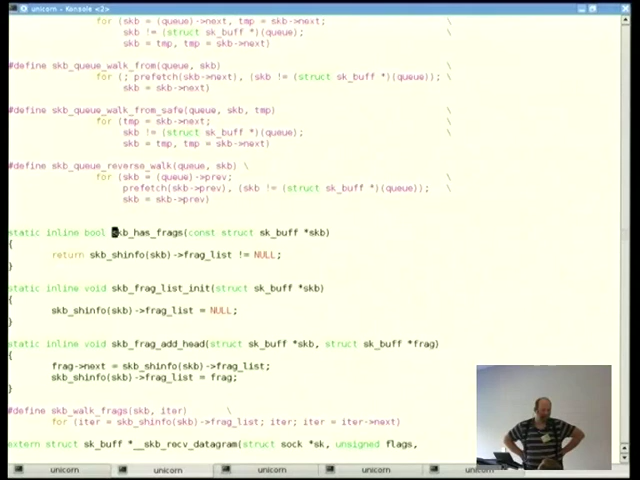 unicorn - Konsole <2>
for (skb = (queue)->next, tmp = skb->next; \
skb != (struct sk_buff *)(queue); \
skb = tmp, tmp = skb->next)
#define skb_queue_walk_from(queue, skb) \
for (; prefetch(skb->next), (skb != (struct sk_buff *)(queue)); \
skb = skb->next)
#define skb_queue_walk_from_safe(queue, skb, tmp) \
for (tmp = skb->next; \
skb != (struct sk_buff *)(queue); \
skb = tmp, tmp = skb->next)
#define skb_queue_reverse_walk(queue, skb) \
for (skb = (queue)->prev; \
prefetch(skb->prev), (skb != (struct sk_buff *)(queue)); \
skb = skb->prev)
static inline bool skb_has_frags(const struct sk_buff *skb)
{
return skb_shinfo(skb)->frag_list != NULL;
}
static inline void skb_frag_list_init(struct sk_buff *skb)
{
skb_shinfo(skb)->frag_list = NULL;
}
static inline void skb_frag_add_head(struct sk_buff *skb, struct sk_buff *frag)
{
frag->next = skb_shinfo(skb)->frag_list;
skb_shinfo(skb)->frag_list = frag;
}
#define skb_walk_frags(skb, iter) \
for (iter = skb_shinfo(skb)->frag_list; iter; iter = iter->next)
extern struct sk_buff *__skb_recv_datagram(struct sock *sk, unsigned flags,
unicorn unicorn unicorn unicorn unicorn